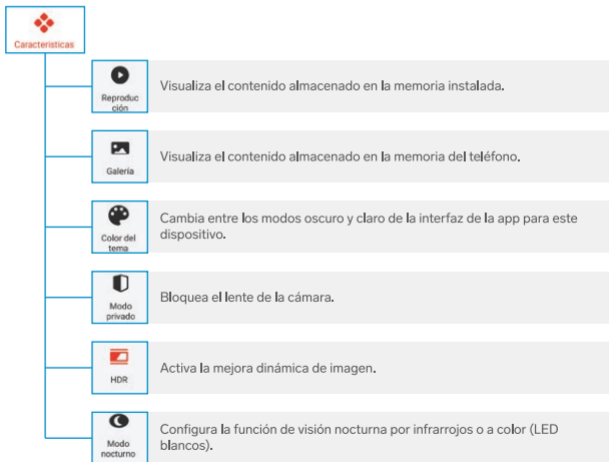 Caracteristicas
Reproduc
ción
Visualiza el contenido almacenado en la memoria instalada.
Galería
Visualiza el contenido almacenado en la memoria del teléfono.
Color del
tema
Cambia entre los modos oscuro y claro de la interfaz de la app para este
dispositivo.
Modo
privado
Bloquea el lente de la cámara.
HDR
Activa la mejora dinámica de imagen.
Modo
nocturno
Configura la función de visión nocturna por infrarrojos o a color (LED
blancos).